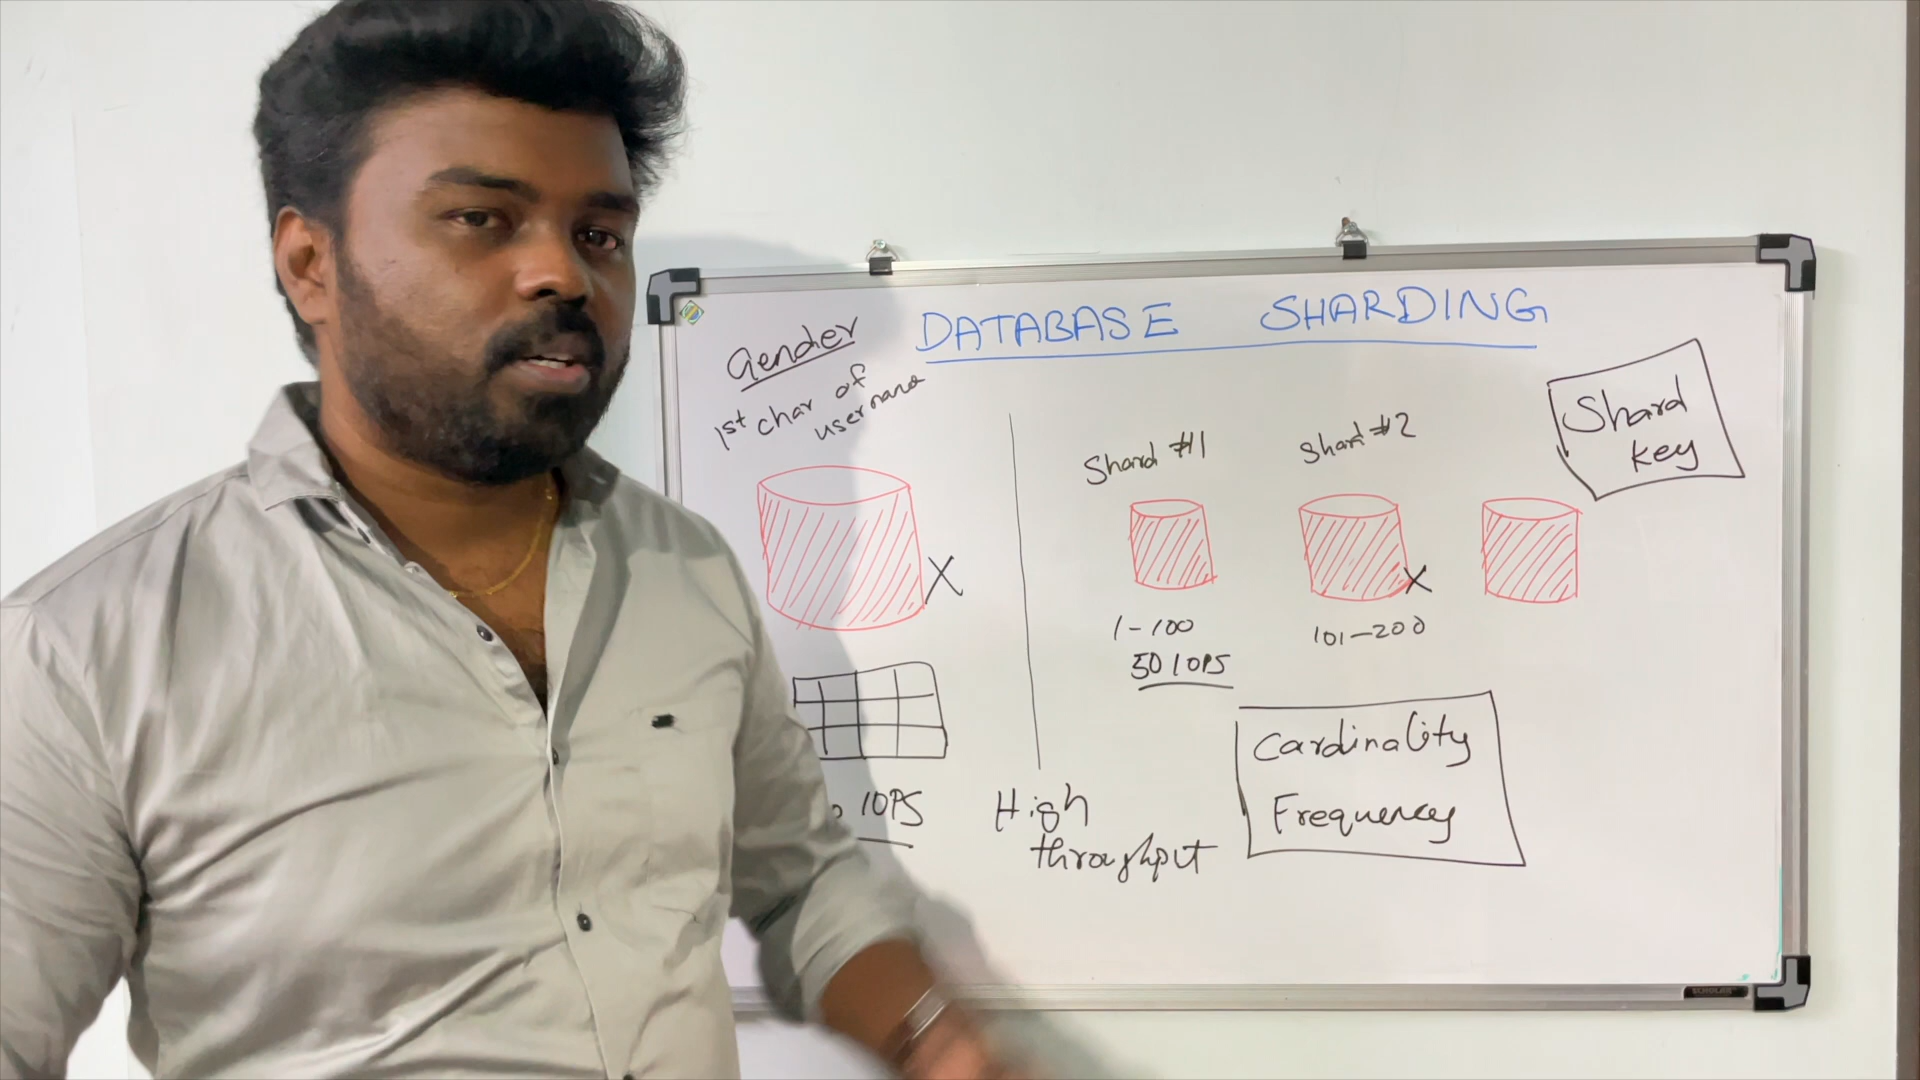 DATABASE SHARDING
Gender
1st char of
username
Shard #1
Shard #2
Shard
key
1-100
50 IOPS
101-200
IOPS
High
throughput
Cardinality
Frequency
X
X